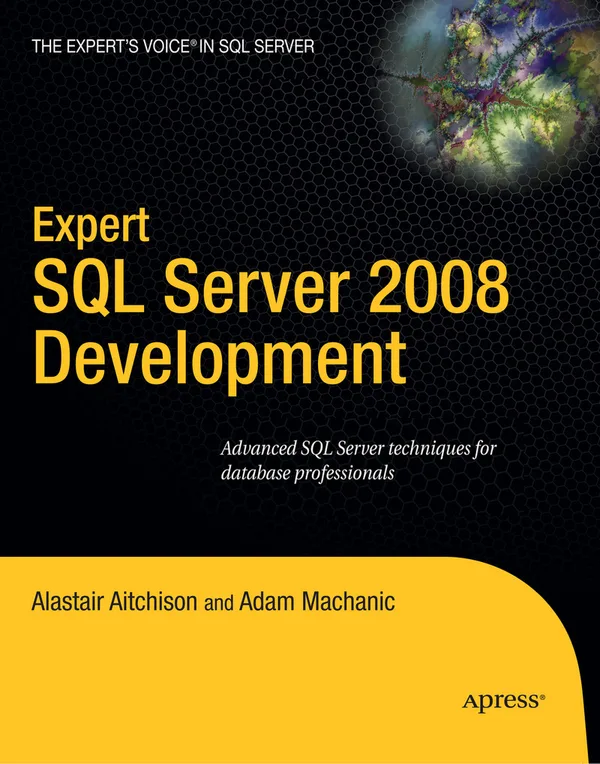 THE EXPERT'S VOICE® IN SQL SERVER
Expert
SQL Server 2008
Development
Advanced SQL Server techniques for
database professionals
Alastair Aitchison and Adam Machanic
Apress®